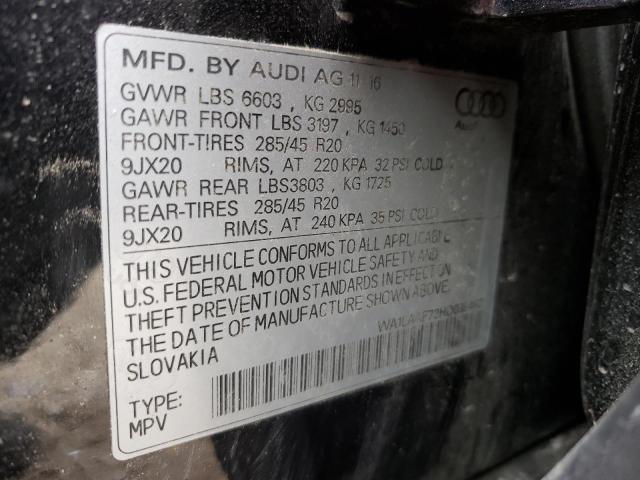 MFD. BY AUDI AG 11 16
GVWR LBS 6603 , KG 2995
GAWR FRONT LBS 3197 , KG 1450
FRONT-TIRES 285/45 R20
9JX20 RIMS, AT 220 KPA 32 PSI COLD
GAWR REAR LBS3803 , KG 1725
REAR-TIRES 285/45 R20
9JX20 RIMS, AT 240 KPA 35 PSI COLD
Audi
THIS VEHICLE CONFORMS TO ALL APPLICABLE
U.S. FEDERAL MOTOR VEHICLE SAFETY AND
THEFT PREVENTION STANDARDS IN EFFECT ON
THE DATE OF MANUFACTURE SHOWN ABOVE.
SLOVAKIA
TYPE:
MPV